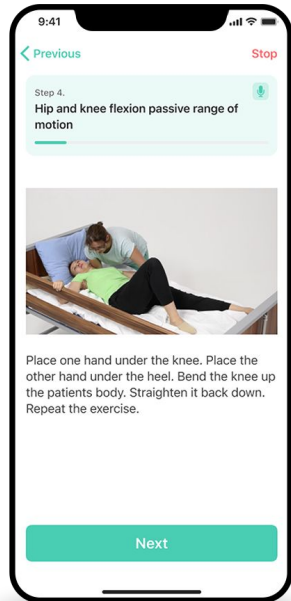 9:41
Previous
Stop
Step 4.
Hip and knee flexion passive range of
motion
Place one hand under the knee. Place the
other hand under the heel. Bend the knee up
the patients body. Straighten it back down.
Repeat the exercise.
Next